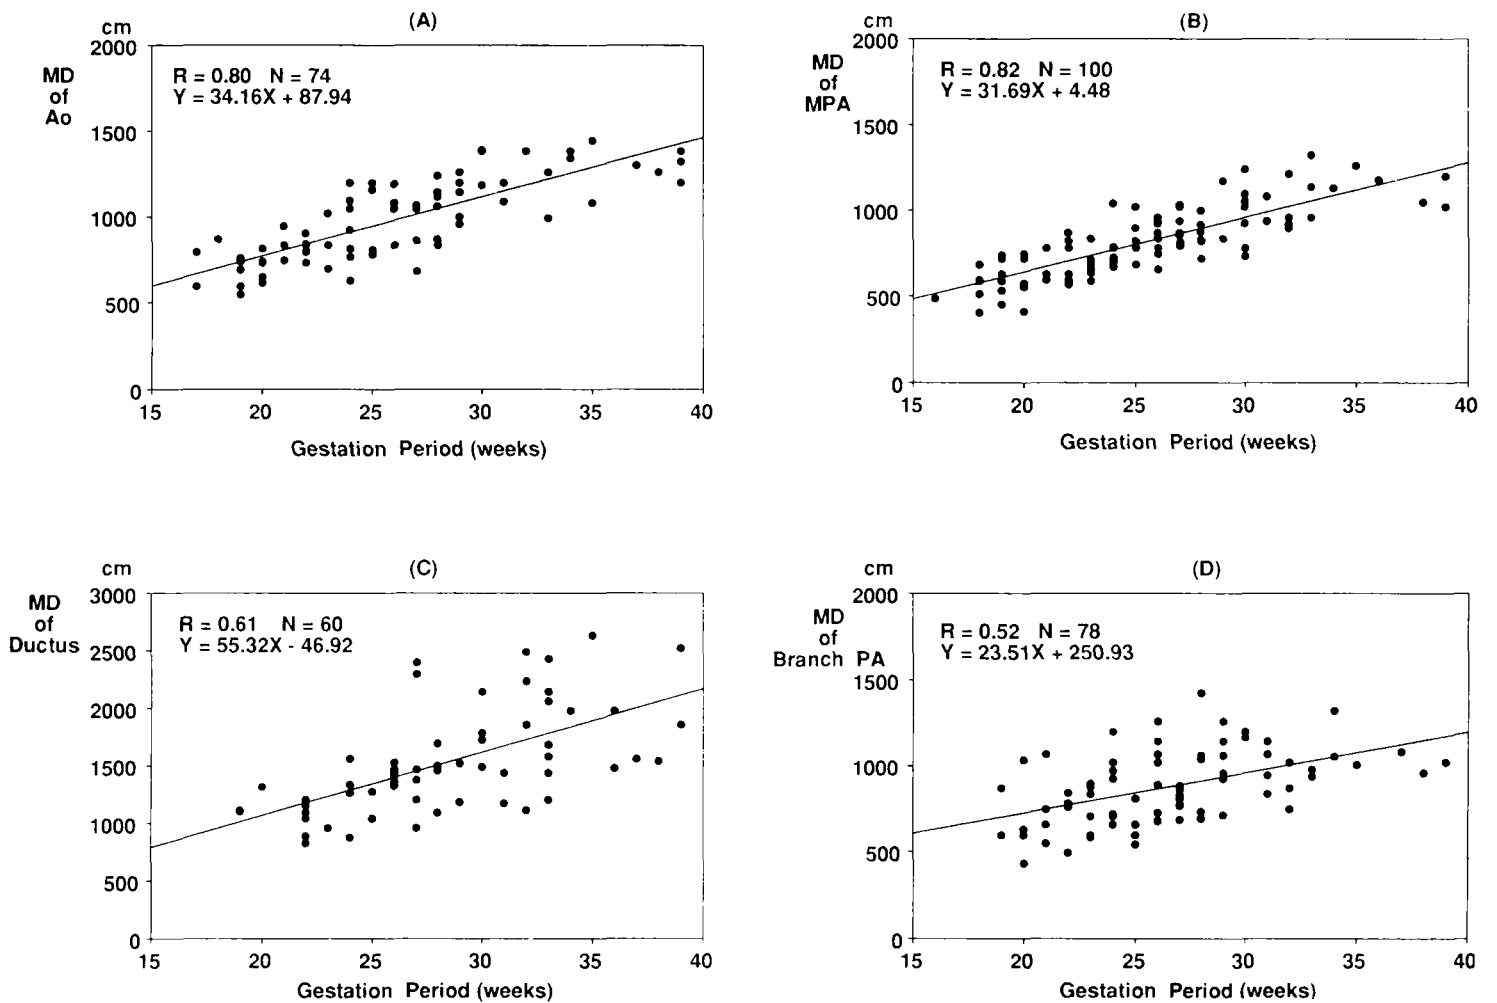 (A)
cm
MD
of
Ao
R = 0.80 N = 74
Y = 34.16X + 87.94
2000
1500
1000
500
0
15 20 25 30 35 40
Gestation Period (weeks)
(B)
cm
MD
of
MPA
R = 0.82 N = 100
Y = 31.69X + 4.48
2000
1500
1000
500
0
15 20 25 30 35 40
Gestation Period (weeks)
(C)
cm
MD
of
Ductus
R = 0.61 N = 60
Y = 55.32X - 46.92
3000
2500
2000
1500
1000
500
0
15 20 25 30 35 40
Gestation Period (weeks)
(D)
cm
MD
of
Branch PA
R = 0.52 N = 78
Y = 23.51X + 250.93
2000
1500
1000
500
0
15 20 25 30 35 40
Gestation Period (weeks)